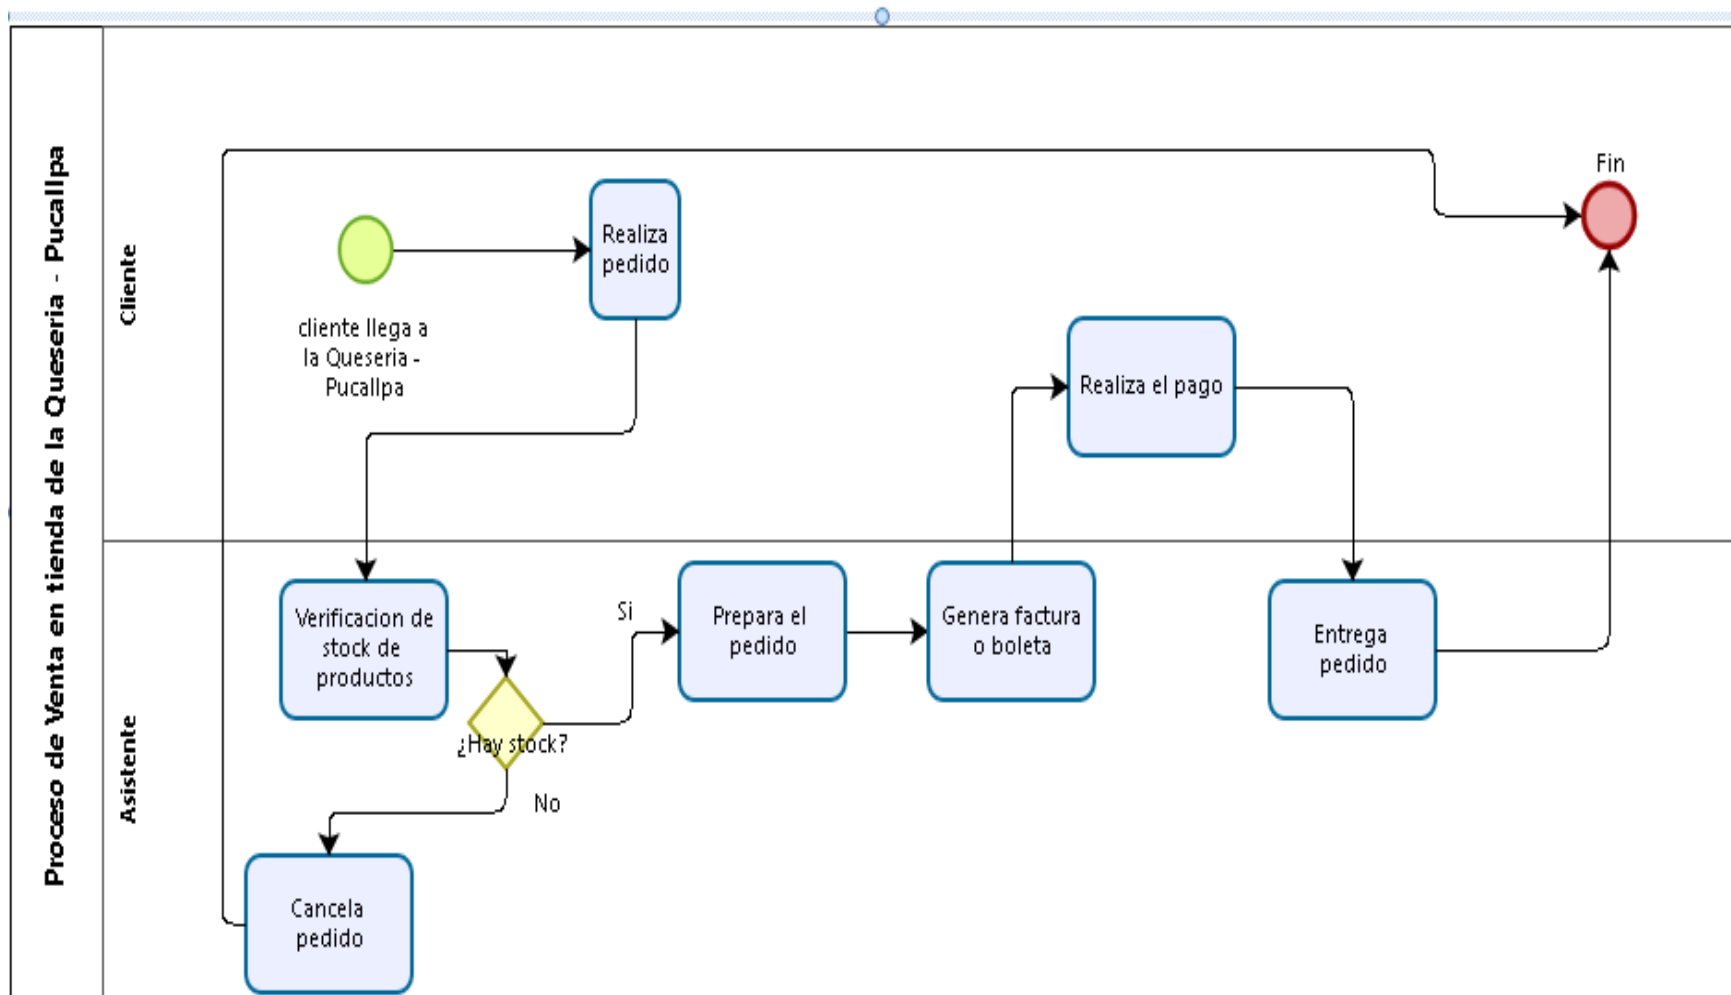 Proceso de Venta en tienda de la Queseria - Pucallpa
Cliente
cliente llega a
la Queseria -
Pucallpa
Realiza
pedido
Realiza el pago
Fin
Asistente
Verificacion de
stock de
productos
¿Hay stock?
Si
No
Prepara el
pedido
Genera factura
o boleta
Entrega
pedido
Cancela
pedido